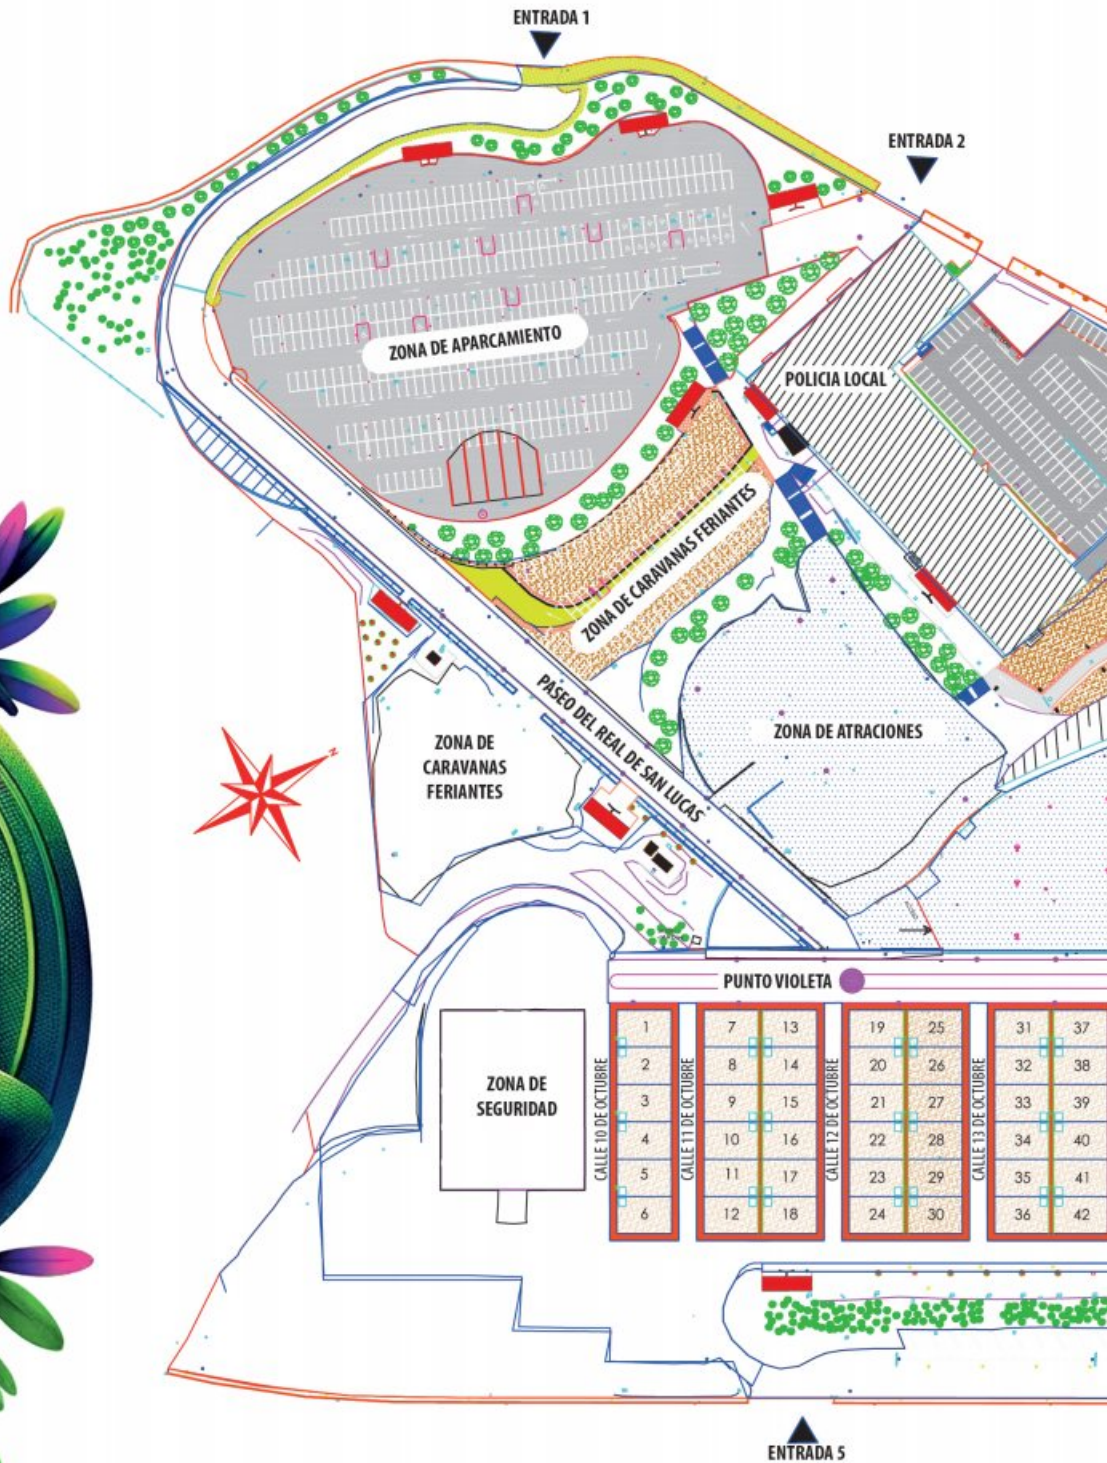 ENTRADA 1
ENTRADA 2
ZONA DE APARCAMIENTO
POLICIA LOCAL
ZONA DE CARAVANAS FERIANTES
PASEO DEL REAL DE SAN LUCAS
ZONA DE ATRACIONES
ZONA DE
CARAVANAS
FERIANTES
N
PUNTO VIOLETA
ZONA DE
SEGURIDAD
CALLE 10 DE OCTUBRE
CALLE 11 DE OCTUBRE
CALLE 12 DE OCTUBRE
CALLE 13 DE OCTUBRE
1 7 13 19 25 31 37
2 8 14 20 26 32 38
3 9 15 21 27 33 39
4 10 16 22 28 34 40
5 11 17 23 29 35 41
6 12 18 24 30 36 42
ENTRADA 5